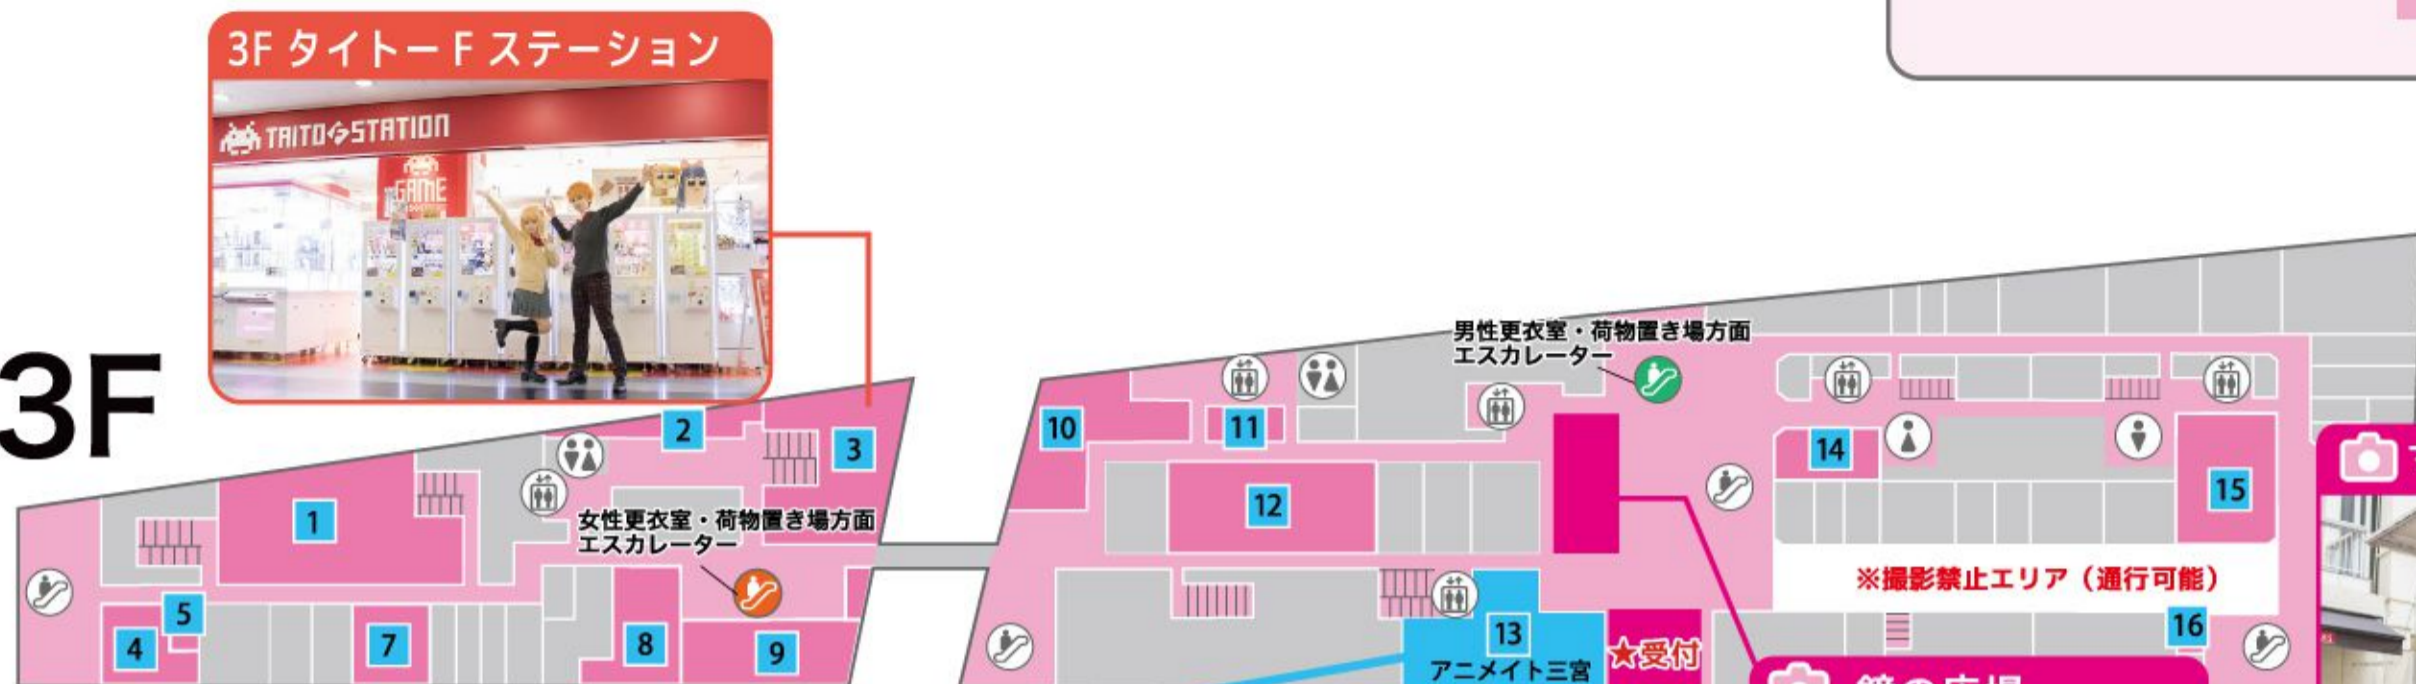 3F タイトー F ステーション
TAITO STATION
GAME
3F
男性更衣室・荷物置き場方面
エスカレーター
女性更衣室・荷物置き場方面
エスカレーター
1
2
3
4
5
7
8
9
10
11
12
13
アニメイト三宮
★受付
14
15
※撮影禁止エリア（通行可能）
16